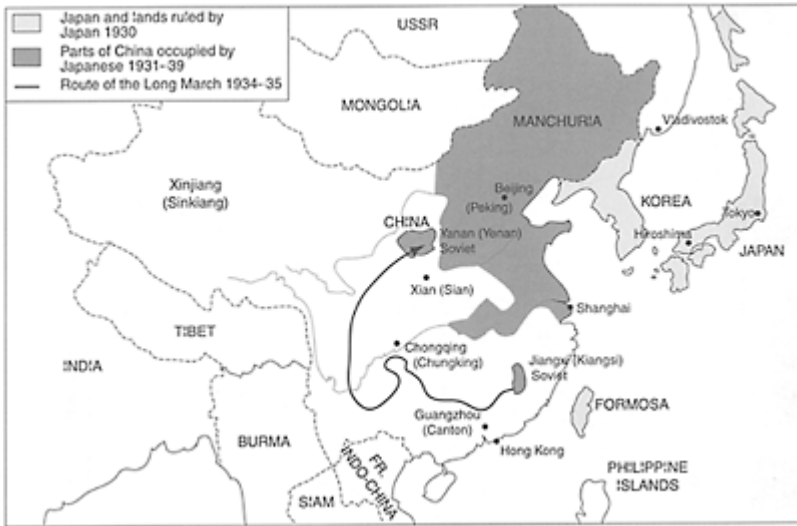 Japan and lands ruled by
Japan 1930
Parts of China occupied by
Japanese 1931-39
Route of the Long March 1934-35
USSR
MONGOLIA
MANCHURIA
Vladivostok
Xinjiang
(Sinkiang)
Beijing
(Peking)
KOREA
Tokyo
CHINA
Yanan (Yenan)
Soviet
Hiroshima
JAPAN
Xian (Sian)
Shanghai
TIBET
Chongqing
(Chungking)
Jiangxi (Kiangsi)
Soviet
INDIA
FORMOSA
Guangzhou
(Canton)
BURMA
Hong Kong
FR.
INDO-CHINA
SIAM
PHILIPPINE
ISLANDS